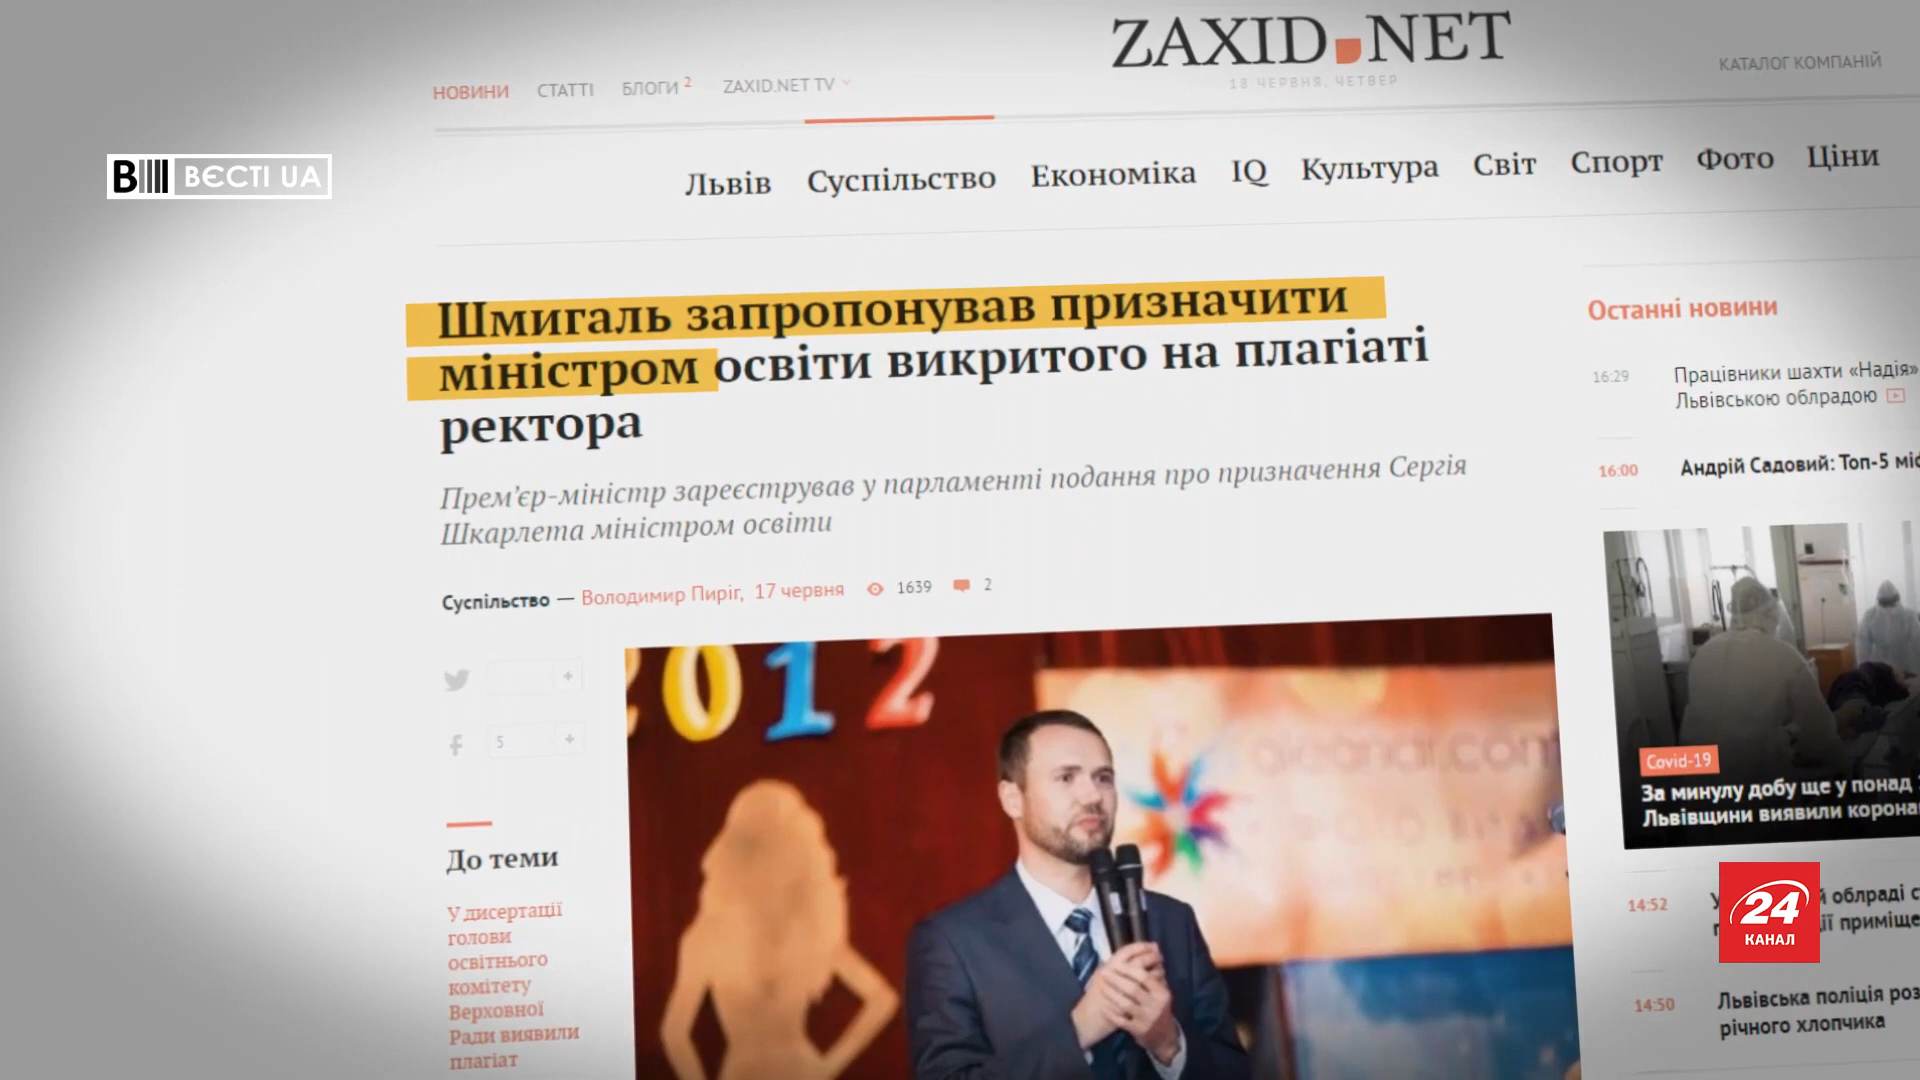 ZAXID.NET
18 ЧЕРВНЯ, ЧЕТВЕР
НОВИНИ СТАТТІ БЛОГИ 2 ZAXID.NET TV
КАТАЛОГ КОМПАНІЙ
В ВЄСТІ UA
Львів Суспільство Економіка IQ Культура Світ Спорт Фото Ціни
Шмигаль запропонував призначити
міністром освіти викритого на плагіаті
ректора
Прем’єр-міністр зареєстрував у парламенті подання про призначення Сергія
Шкарлета міністром освіти
Суспільство — Володимир Пиріг, 17 червня 1639 2
+
5 +
До теми
У дисертації
голови
освітнього
комітету
Верховної
Ради виявили
плагіат
2012
Останні новини
16:29 Працівники шахти «Надія»
Львівською облрадою
16:00 Андрій Садовий: Топ-5
Covid-19
За минулу добу ще у понад
Львівщини виявили
14:52 облраді
24
КАНАЛ
14:50 Львівська поліція
річного хлопчика